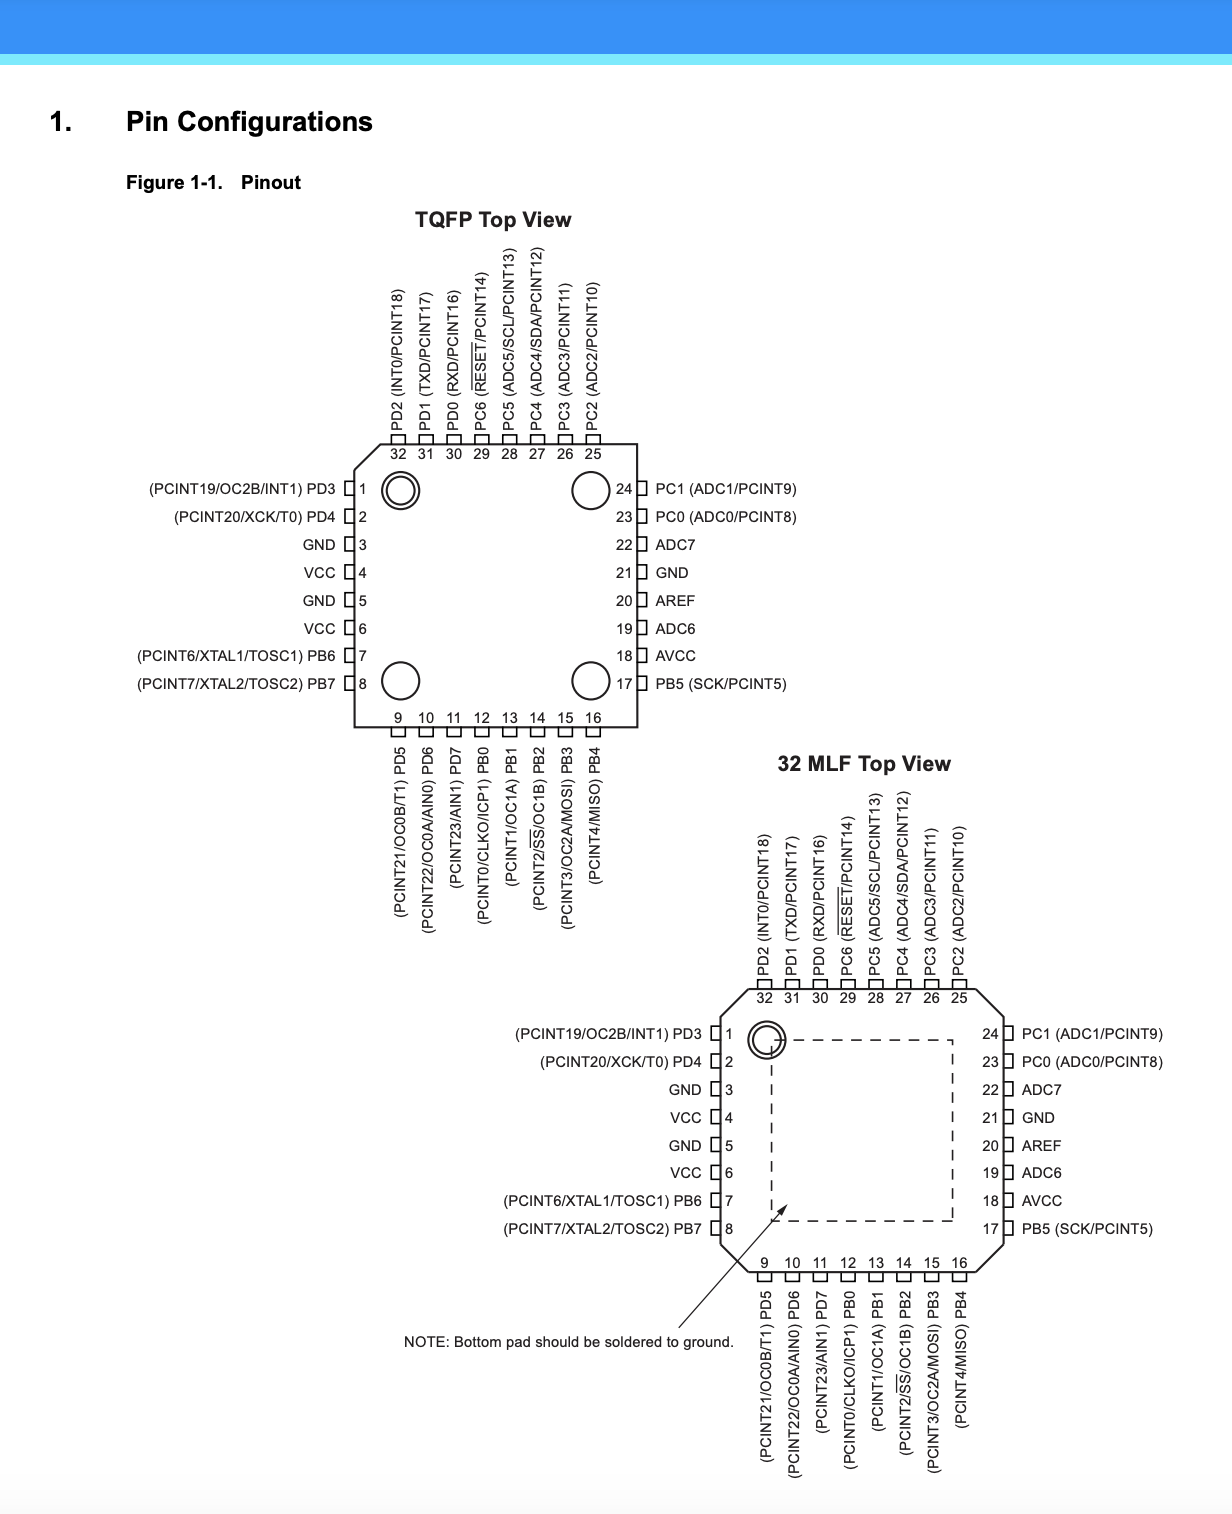 1. Pin Configurations
Figure 1-1. Pinout
TQFP Top View
PD2 (INT0/PCINT18)
PD1 (TXD/PCINT17)
PD0 (RXD/PCINT16)
PC6 (RESET/PCINT14)
PC5 (ADC5/SCL/PCINT13)
PC4 (ADC4/SDA/PCINT12)
PC3 (ADC3/PCINT11)
PC2 (ADC2/PCINT10)
32 31 30 29 28 27 26 25
(PCINT19/OC2B/INT1) PD3 1
(PCINT20/XCK/T0) PD4 2
GND 3
VCC 4
GND 5
VCC 6
(PCINT6/XTAL1/TOSC1) PB6 7
(PCINT7/XTAL2/TOSC2) PB7 8
24 PC1 (ADC1/PCINT9)
23 PC0 (ADC0/PCINT8)
22 ADC7
21 GND
20 AREF
19 ADC6
18 AVCC
17 PB5 (SCK/PCINT5)
9 10 11 12 13 14 15 16
(PCINT21/OC0B/T1) PD5
(PCINT22/OC0A/AIN0) PD6
(PCINT23/AIN1) PD7
(PCINT0/CLKO/ICP1) PB0
(PCINT1/OC1A) PB1
(PCINT2/SS/OC1B) PB2
(PCINT3/OC2A/MOSI) PB3
(PCINT4/MISO) PB4
32 MLF Top View
PD2 (INT0/PCINT18)
PD1 (TXD/PCINT17)
PD0 (RXD/PCINT16)
PC6 (RESET/PCINT14)
PC5 (ADC5/SCL/PCINT13)
PC4 (ADC4/SDA/PCINT12)
PC3 (ADC3/PCINT11)
PC2 (ADC2/PCINT10)
32 31 30 29 28 27 26 25
(PCINT19/OC2B/INT1) PD3 1
(PCINT20/XCK/T0) PD4 2
GND 3
VCC 4
GND 5
VCC 6
(PCINT6/XTAL1/TOSC1) PB6 7
(PCINT7/XTAL2/TOSC2) PB7 8
24 PC1 (ADC1/PCINT9)
23 PC0 (ADC0/PCINT8)
22 ADC7
21 GND
20 AREF
19 ADC6
18 AVCC
17 PB5 (SCK/PCINT5)
9 10 11 12 13 14 15 16
NOTE: Bottom pad should be soldered to ground.
(PCINT21/OC0B/T1) PD5
(PCINT22/OC0A/AIN0) PD6
(PCINT23/AIN1) PD7
(PCINT0/CLKO/ICP1) PB0
(PCINT1/OC1A) PB1
(PCINT2/SS/OC1B) PB2
(PCINT3/OC2A/MOSI) PB3
(PCINT4/MISO) PB4